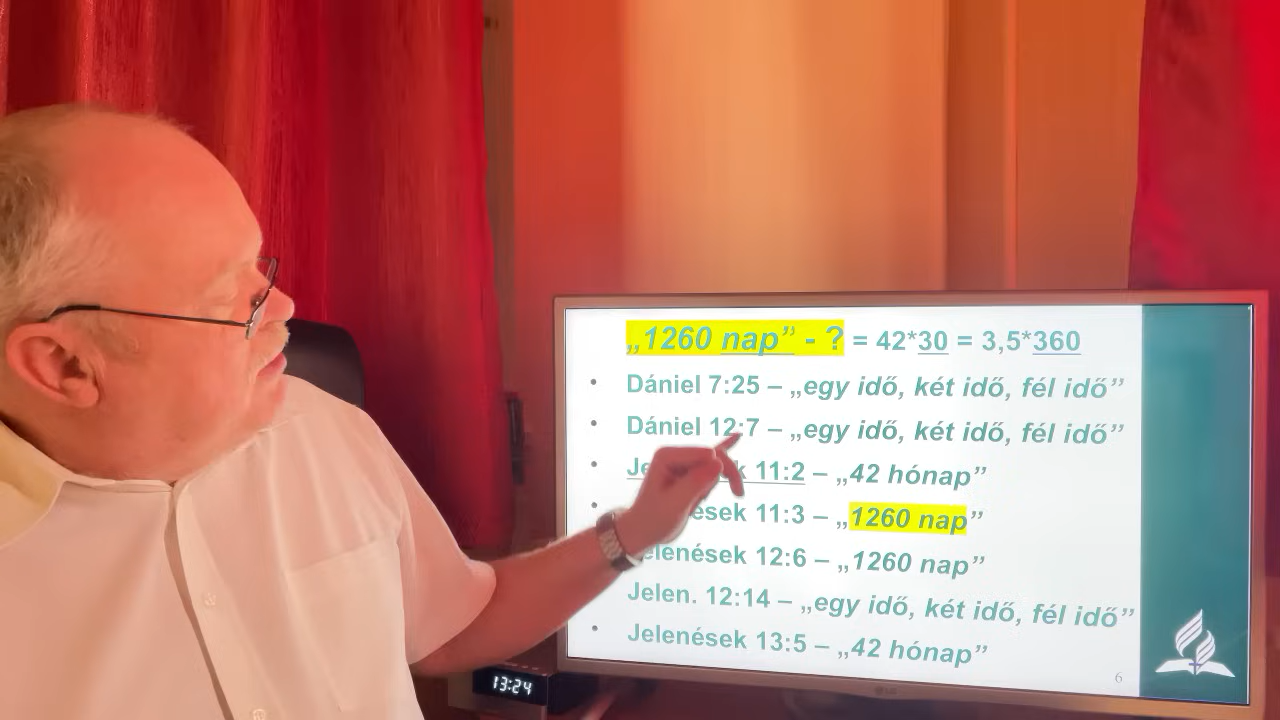 „1260 nap” - ? = 42*30 = 3,5*360
• Dániel 7:25 – „egy idő, két idő, fél idő”
• Dániel 12:7 – „egy idő, két idő, fél idő”
• 11:2 – „42 hónap”
• 11:3 – „1260 nap”
Jelenések 12:6 – „1260 nap”
Jelen. 12:14 – „egy idő, két idő, fél idő”
• Jelenések 13:5 – „42 hónap”
6
13:24